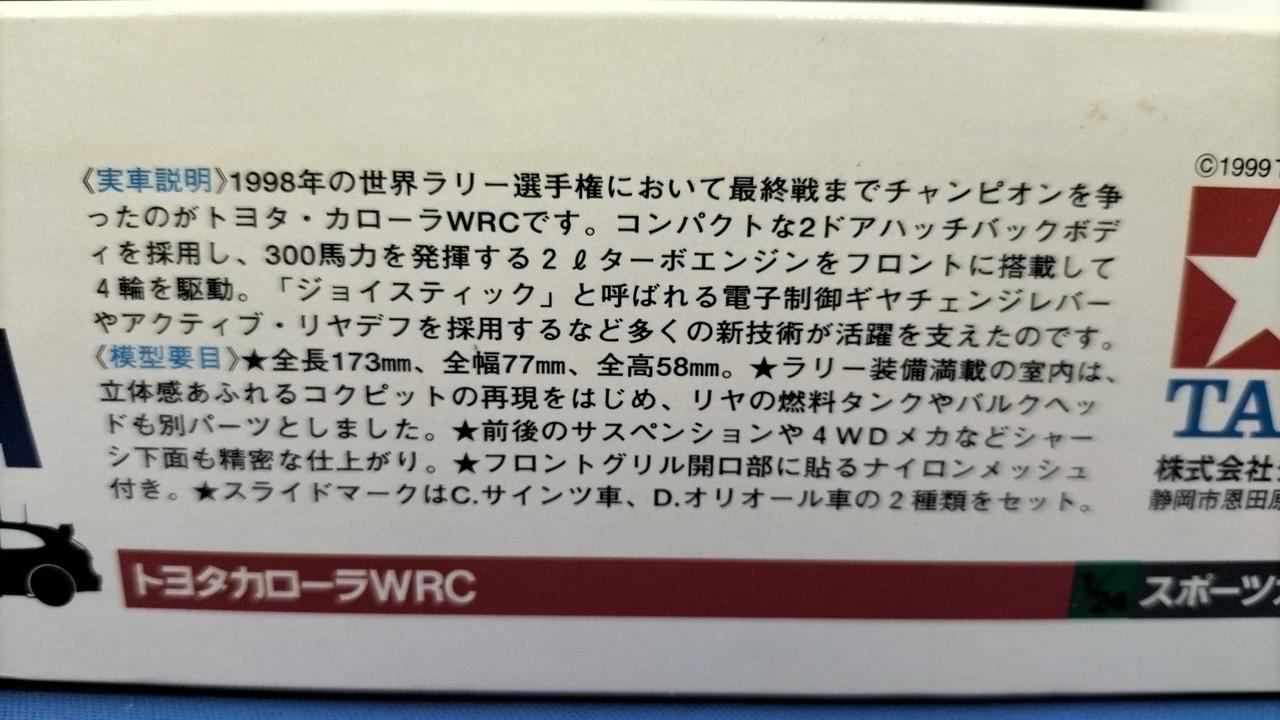 《実車説明》1998年の世界ラリー選手権において最終戦までチャンピオンを争
ったのがトヨタ・カローラWRCです。コンパクトな2ドアハッチバックボデ
ィを採用し、300馬力を発揮する2ℓターボエンジンをフロントに搭載して
4輪を駆動。「ジョイスティック」と呼ばれる電子制御ギヤチェンジレバー
やアクティブ・リヤデフを採用するなど多くの新技術が活躍を支えたのです。
《模型要目》★全長173mm、全幅77mm、全高58mm。★ラリー装備満載の室内は、
立体感あふれるコクピットの再現をはじめ、リヤの燃料タンクやバルクヘッ
ドも別パーツとしました。★前後のサスペンションや4WDメカなどシャー
シ下面も精密な仕上がり。★フロントグリル開口部に貼るナイロンメッシュ
付き。★スライドマークはC.サインツ車、D.オリオール車の2種類をセット。
©1999
TA
株式会社
静岡市恩田原
トヨタカローラWRC
1/24 スポーツ